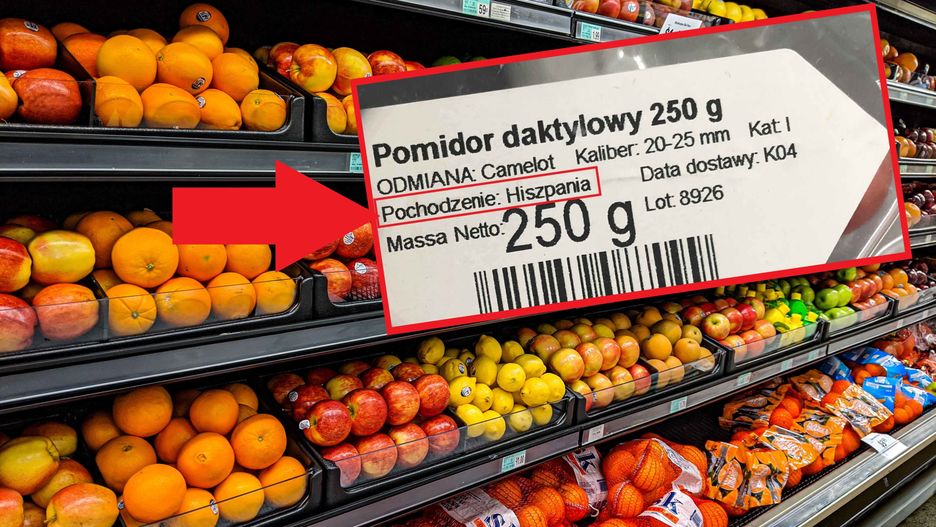 Pomidor daktylowy 250 g
ODMIANA: Camelot Kaliber: 20-25 mm Kat: I
Pochodzenie: Hiszpania Data dostawy: K04
Massa Netto: 250 g Lot: 8926